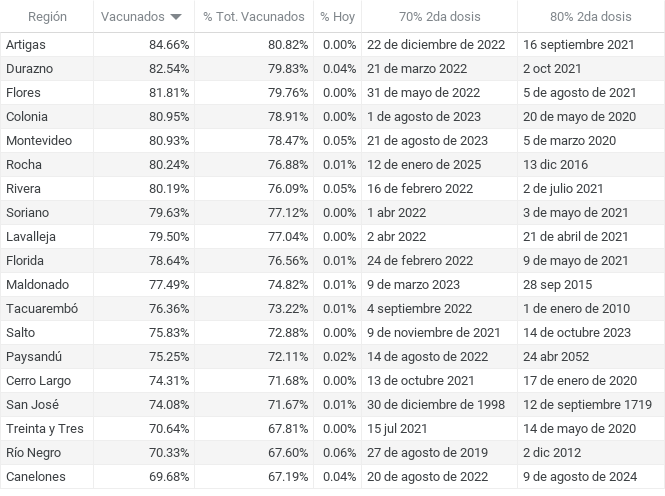 Región Vacunados % Tot. Vacunados % Hoy 70% 2da dosis 80% 2da dosis
Artigas 84.66% 80.82% 0.00% 22 de diciembre de 2022 16 septiembre 2021
Durazno 82.54% 79.83% 0.04% 21 de marzo 2022 2 oct 2021
Flores 81.81% 79.76% 0.00% 31 de mayo de 2022 5 de agosto de 2021
Colonia 80.95% 78.91% 0.00% 1 de agosto de 2023 20 de mayo de 2020
Montevideo 80.93% 78.47% 0.05% 21 de agosto de 2023 5 de marzo 2020
Rocha 80.24% 76.88% 0.01% 12 de enero de 2025 13 dic 2016
Rivera 80.19% 76.09% 0.05% 16 de febrero 2022 2 de julio 2021
Soriano 79.63% 77.12% 0.00% 1 abr 2022 3 de mayo de 2021
Lavalleja 79.50% 77.04% 0.00% 2 abr 2022 21 de abril de 2021
Florida 78.64% 76.56% 0.01% 24 de febrero 2022 9 de mayo de 2021
Maldonado 77.49% 74.82% 0.01% 9 de marzo 2023 28 sep 2015
Tacuarembó 76.36% 73.22% 0.01% 4 septiembre 2022 1 de enero de 2010
Salto 75.83% 72.88% 0.00% 9 de noviembre de 2021 14 de octubre 2023
Paysandú 75.25% 72.11% 0.02% 14 de agosto de 2022 24 abr 2052
Cerro Largo 74.31% 71.68% 0.00% 13 de octubre 2021 17 de enero de 2020
San José 74.08% 71.67% 0.01% 30 de diciembre de 1998 12 de septiembre 1719
Treinta y Tres 70.64% 67.81% 0.00% 15 jul 2021 14 de mayo de 2020
Río Negro 70.33% 67.60% 0.06% 27 de agosto de 2019 2 dic 2012
Canelones 69.68% 67.19% 0.04% 20 de agosto de 2022 9 de agosto de 2024